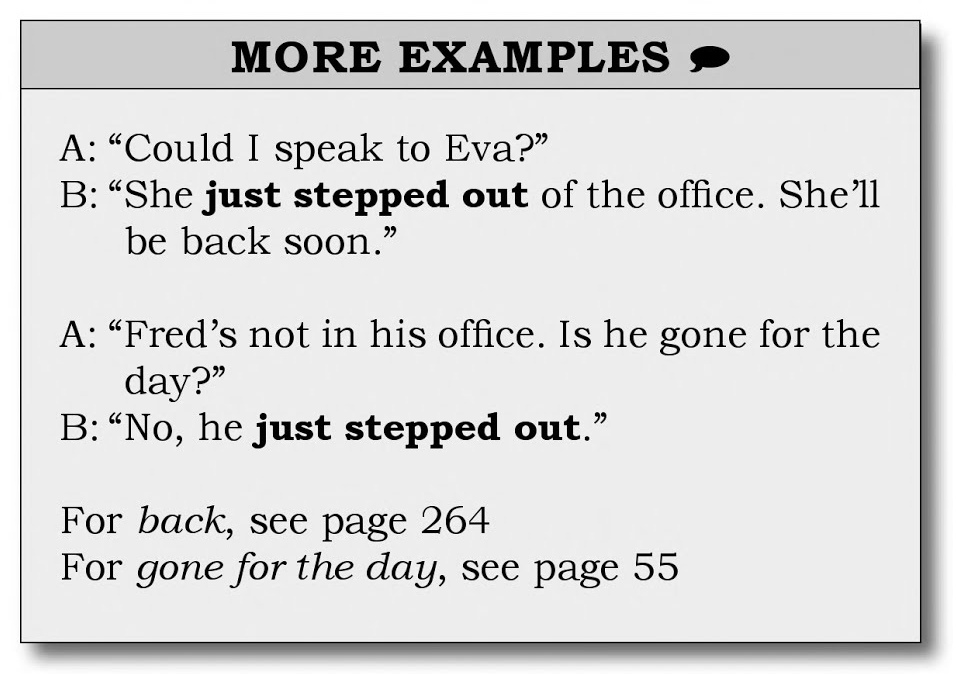 MORE EXAMPLES
A: “Could I speak to Eva?”
B: “She just stepped out of the office. She’ll
be back soon.”
A: “Fred’s not in his office. Is he gone for the
day?”
B: “No, he just stepped out.”
For back, see page 264
For gone for the day, see page 55